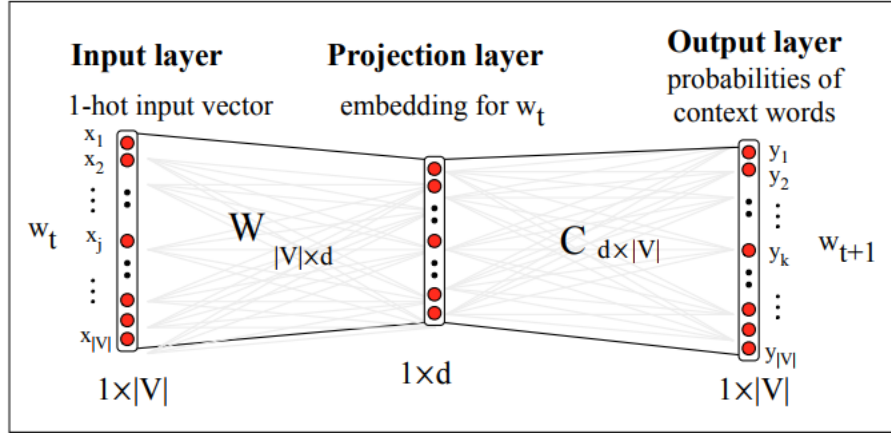 Input layer
1-hot input vector
Projection layer
embedding for wt
Output layer
probabilities of
context words
wt
x1
x2
⋮
xj
⋮
x|V|
1×|V|
W |V|×d
1×d
C d×|V|
y1
y2
⋮
yk
⋮
y|V|
wt+1
1×|V|